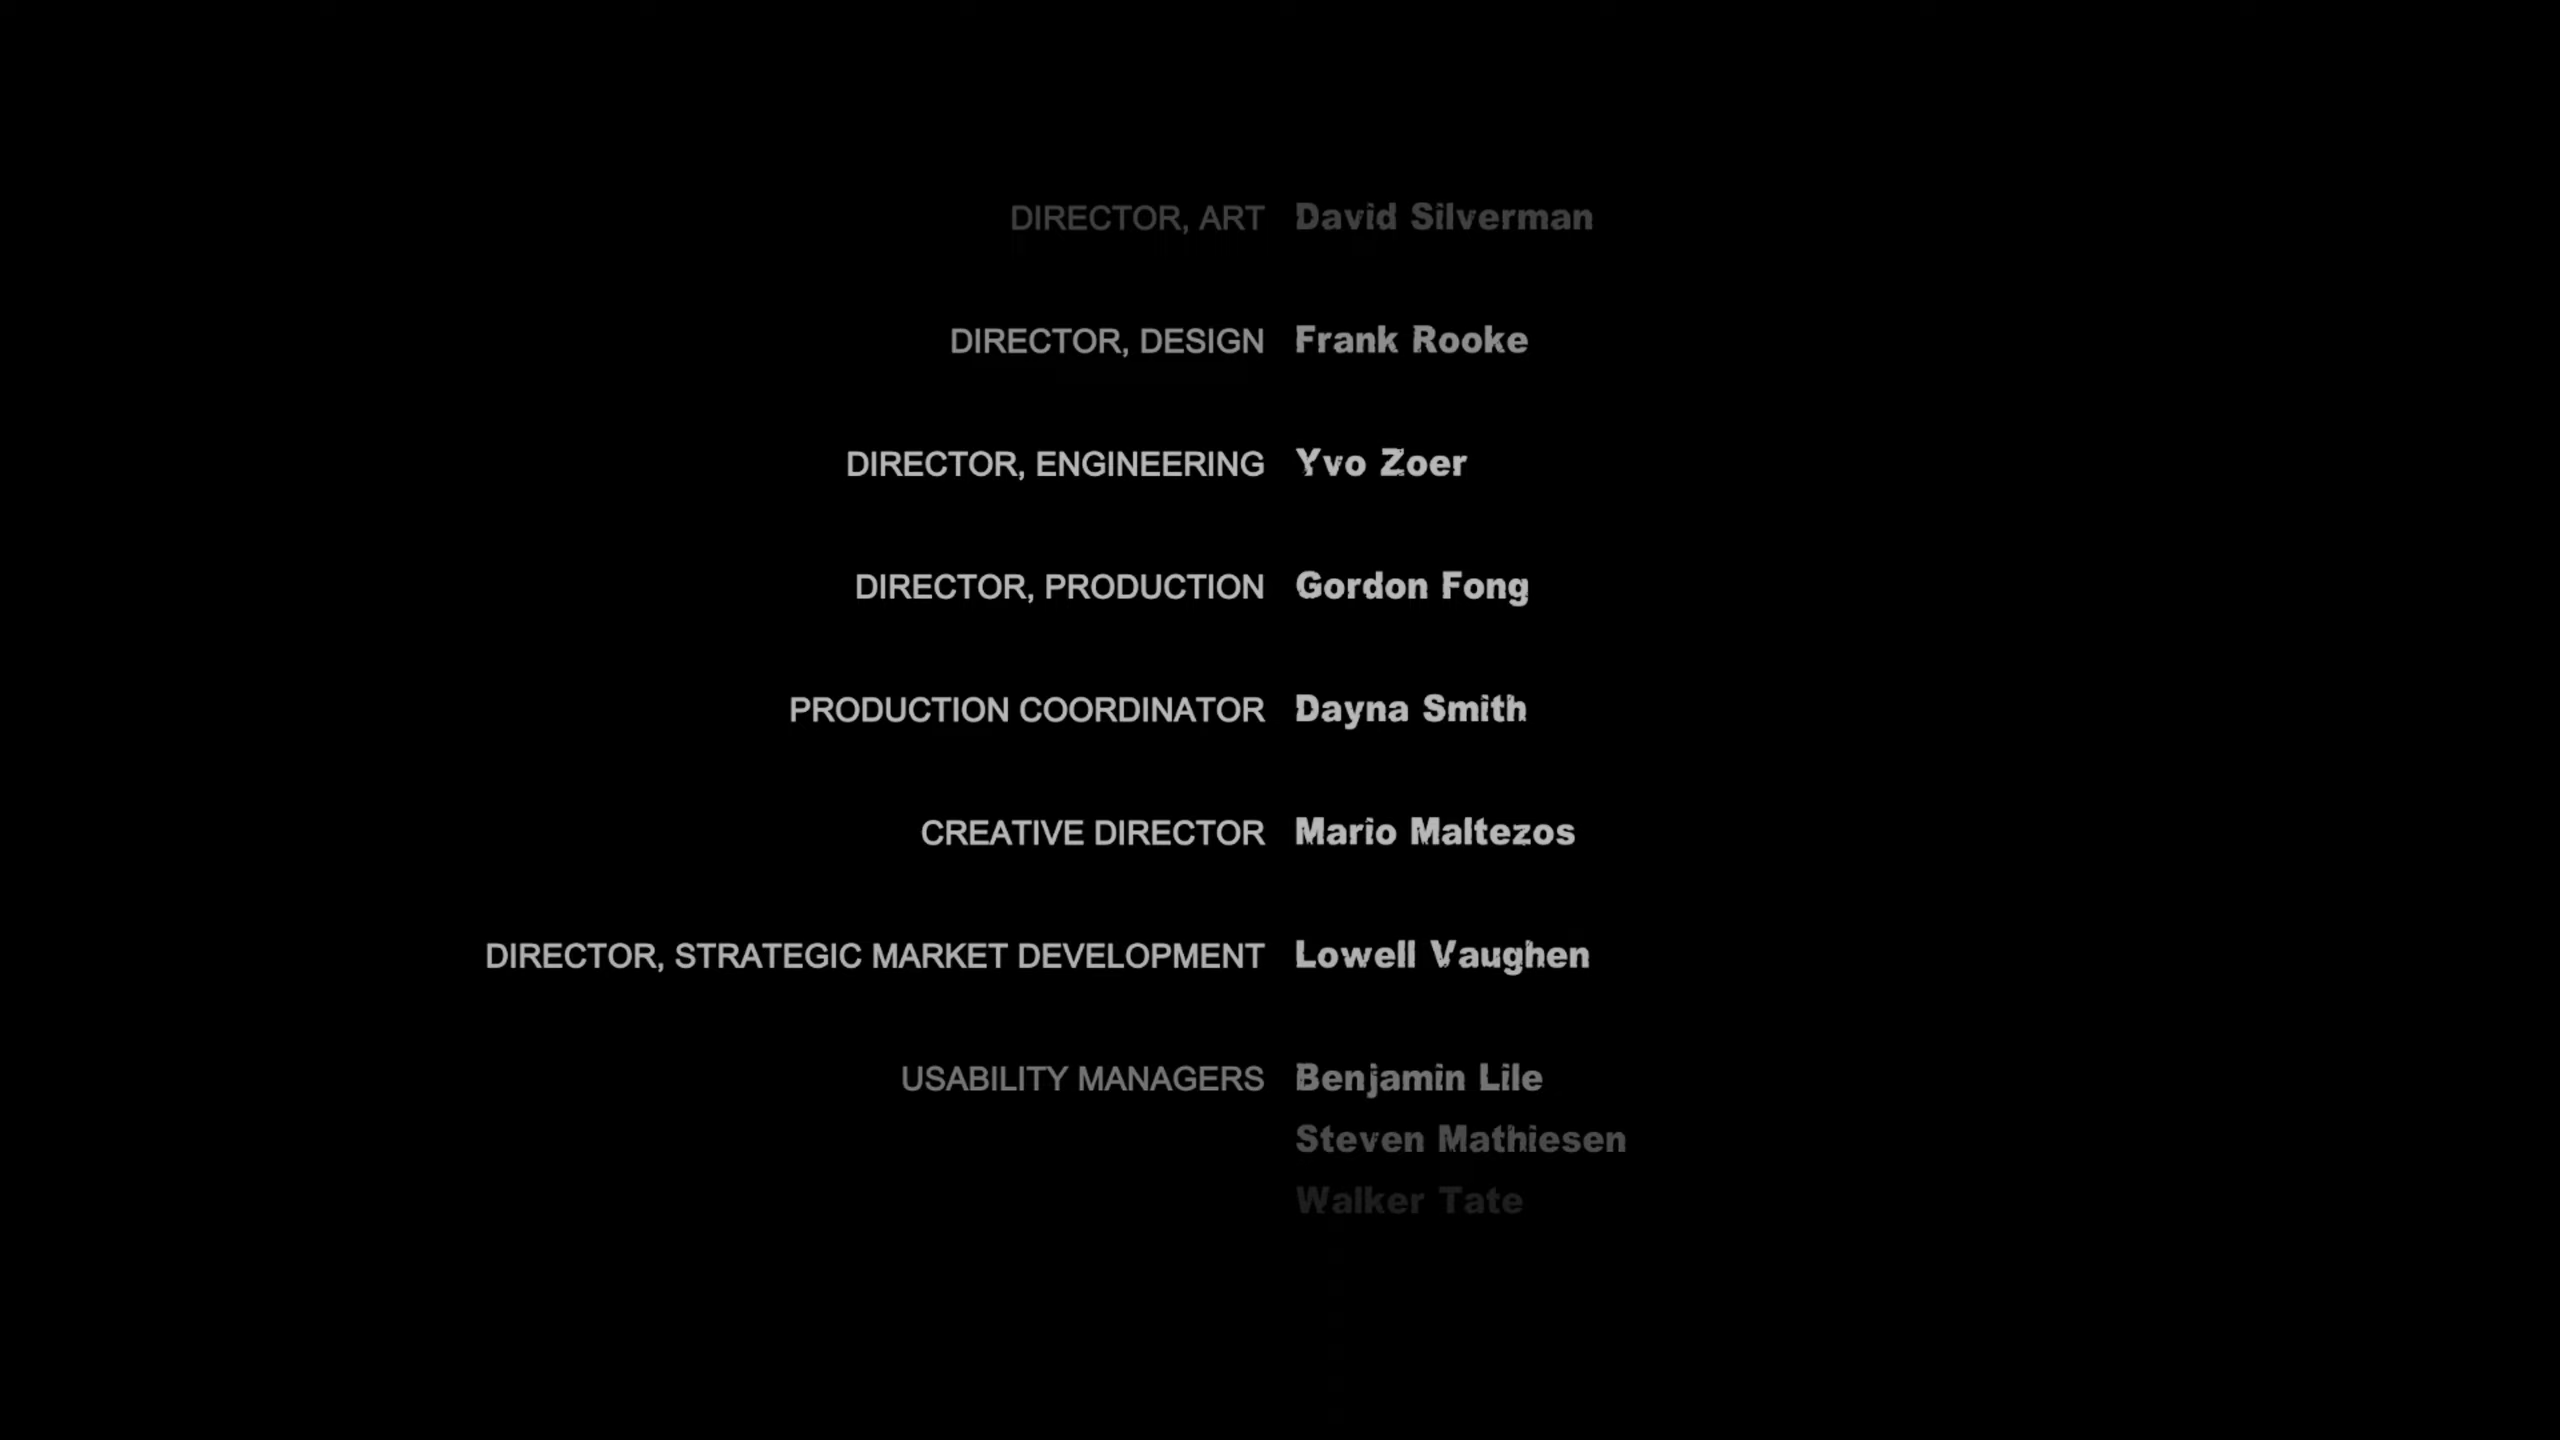 DIRECTOR, ART David Silverman
DIRECTOR, DESIGN Frank Rooke
DIRECTOR, ENGINEERING Yvo Zoer
DIRECTOR, PRODUCTION Gordon Fong
PRODUCTION COORDINATOR Dayna Smith
CREATIVE DIRECTOR Mario Maltezos
DIRECTOR, STRATEGIC MARKET DEVELOPMENT Lowell Vaughen
USABILITY MANAGERS Benjamin Lile
Steven Mathiesen
Walker Tate